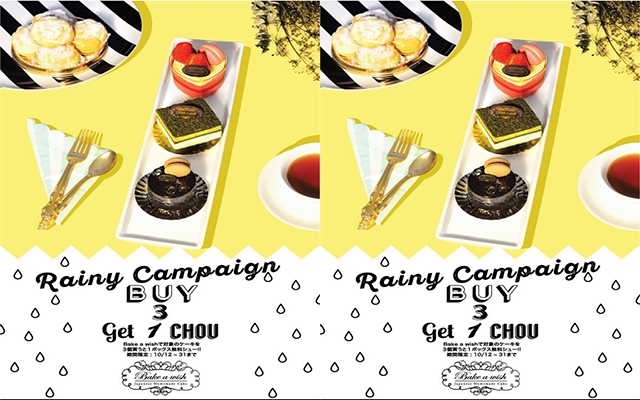 Rainy Campaign
BUY
3
Get 1 CHOU
Bake a wishで対象のケーキを
3個買うと1ボックス無料シュー!!
期間限定：10/12 ~ 31まで
Bake a wish
Japanese Homemade Cake
Rainy Campaign
BUY
3
Get 1 CHOU
Bake a wishで対象のケーキを
3個買うと1ボックス無料シュー!!
期間限定：10/12 ~ 31まで
Bake a wish
Japanese Homemade Cake